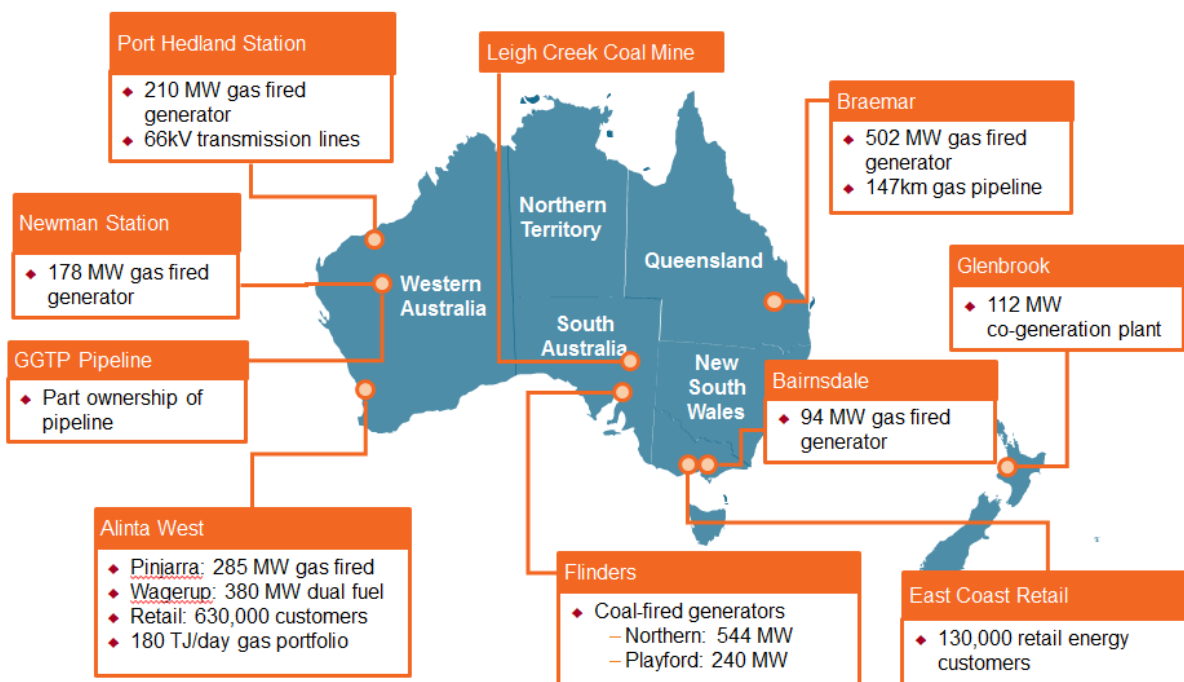 Port Hedland Station
◆ 210 MW gas fired
generator
◆ 66kV transmission lines
Leigh Creek Coal Mine
Braemar
◆ 502 MW gas fired
generator
◆ 147km gas pipeline
Newman Station
◆ 178 MW gas fired
generator
Northern
Territory
Queensland
Western
Australia
South
Australia
New
South
Wales
Glenbrook
◆ 112 MW
co-generation plant
GGTP Pipeline
◆ Part ownership of
pipeline
Bairnsdale
◆ 94 MW gas fired
generator
Alinta West
◆ Pinjarra: 285 MW gas fired
◆ Wagerup: 380 MW dual fuel
◆ Retail: 630,000 customers
◆ 180 TJ/day gas portfolio
Flinders
◆ Coal-fired generators
– Northern: 544 MW
– Playford: 240 MW
East Coast Retail
◆ 130,000 retail energy
customers